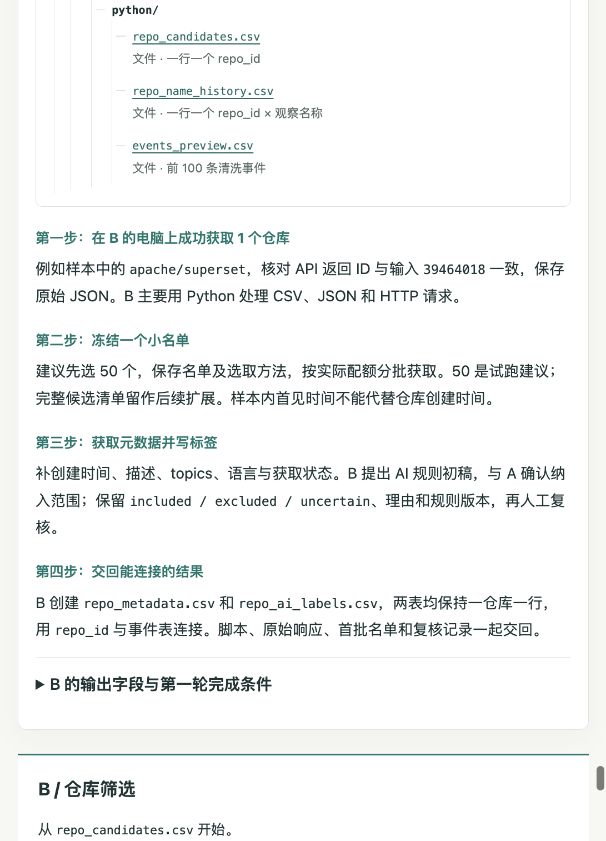 python/
repo_candidates.csv
文件 · 一行一个 repo_id
repo_name_history.csv
文件 · 一行一个 repo_id × 观察名称
events_preview.csv
文件 · 前 100 条清洗事件
第一步：在 B 的电脑上成功获取 1 个仓库
例如样本中的 apache/superset，核对 API 返回 ID 与输入 39464018 一致，保存
原始 JSON。B 主要用 Python 处理 CSV、JSON 和 HTTP 请求。
第二步：冻结一个小名单
建议先选 50 个，保存名单及选取方法，按实际配额分批获取。50 是试跑建议；
完整候选清单留作后续扩展。样本内首见时间不能代替仓库创建时间。
第三步：获取元数据并写标签
补创建时间、描述、topics、语言与获取状态。B 提出 AI 规则初稿，与 A 确认纳
入范围；保留 included / excluded / uncertain、理由和规则版本，再人工复
核。
第四步：交回能连接的结果
B 创建 repo_metadata.csv 和 repo_ai_labels.csv，两表均保持一仓库一行，
用 repo_id 与事件表连接。脚本、原始响应、首批名单和复核记录一起交回。
▶ B 的输出字段与第一轮完成条件
B / 仓库筛选
从 repo_candidates.csv 开始。